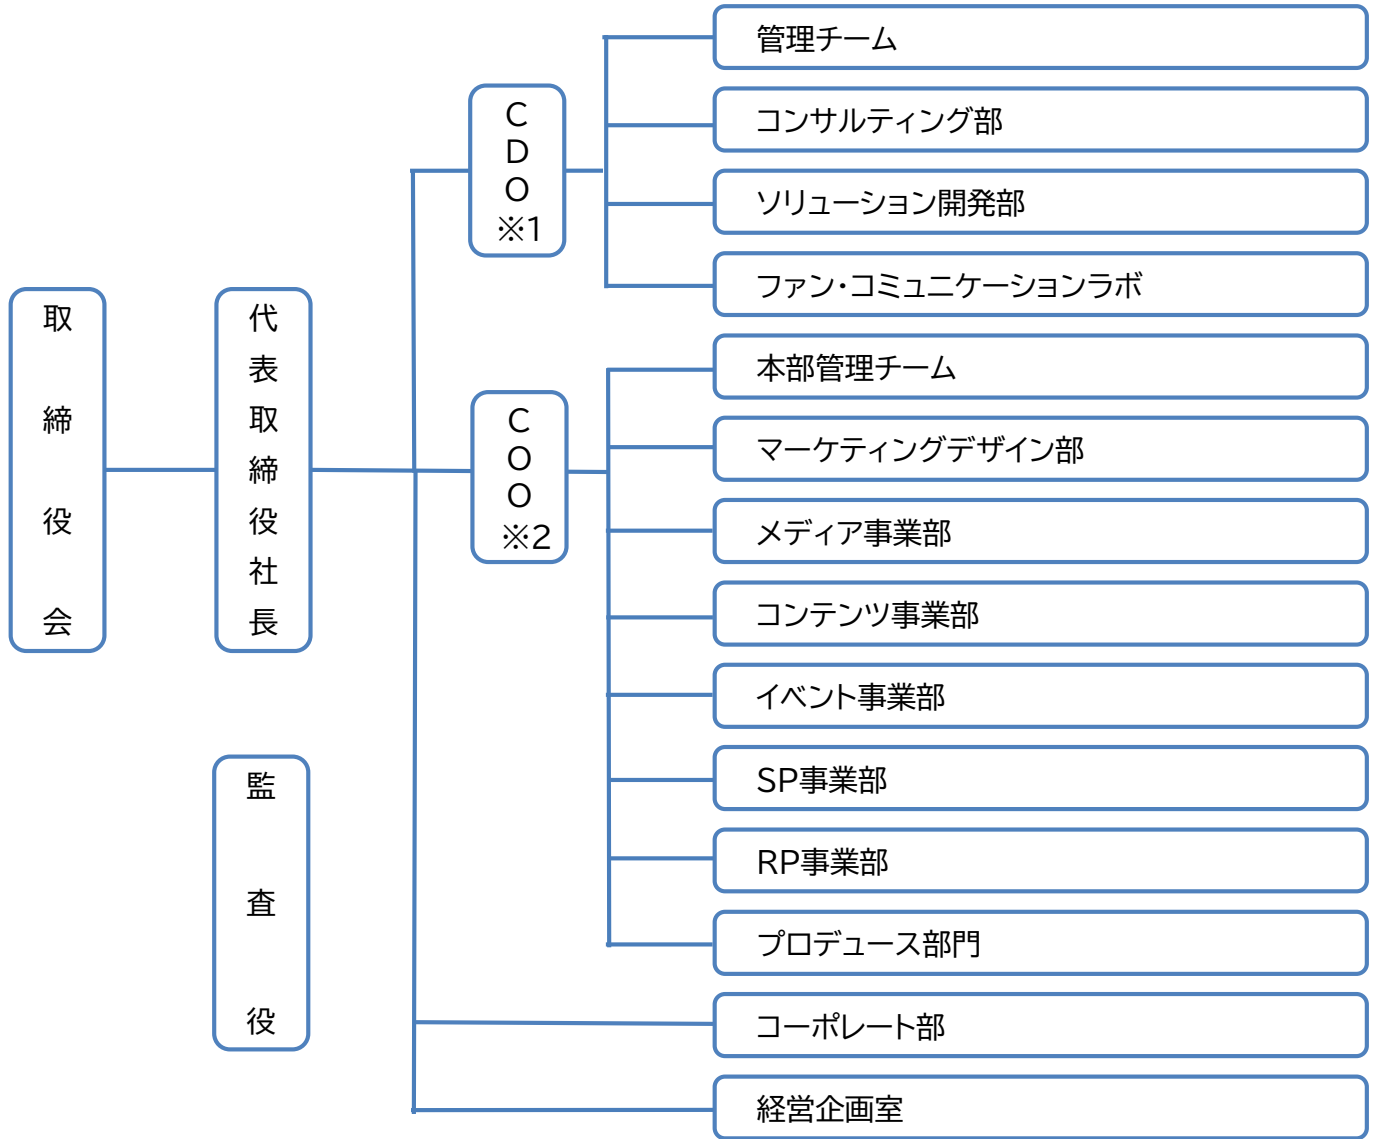 取締役会
代表取締役社長
監査役
CDO
※1
COO
※2
管理チーム
コンサルティング部
ソリューション開発部
ファン・コミュニケーションラボ
本部管理チーム
マーケティングデザイン部
メディア事業部
コンテンツ事業部
イベント事業部
SP事業部
RP事業部
プロデュース部門
コーポレート部
経営企画室